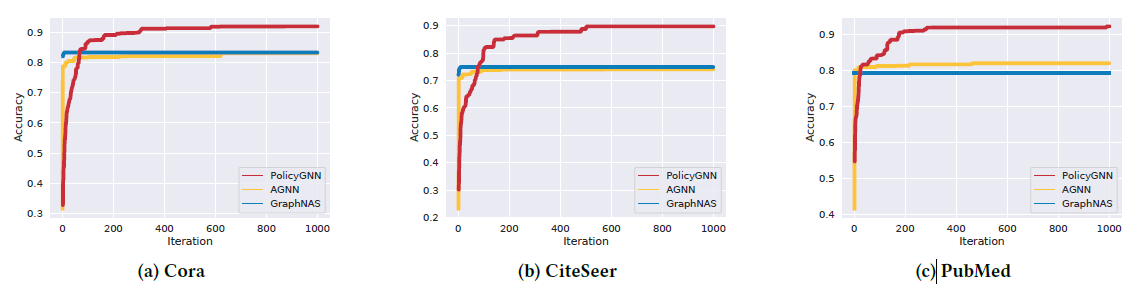 0.9
0.8
0.7
0.6
0.5
0.4
0.3
Accuracy
0 200 400 600 800 1000
Iteration
PolicyGNN
AGNN
GraphNAS
(a) Cora
0.9
0.8
0.7
0.6
0.5
0.4
0.3
0.2
Accuracy
0 200 400 600 800 1000
Iteration
PolicyGNN
AGNN
GraphNAS
(b) CiteSeer
0.9
0.8
0.7
0.6
0.5
0.4
Accuracy
0 200 400 600 800 1000
Iteration
PolicyGNN
AGNN
GraphNAS
(c) PubMed